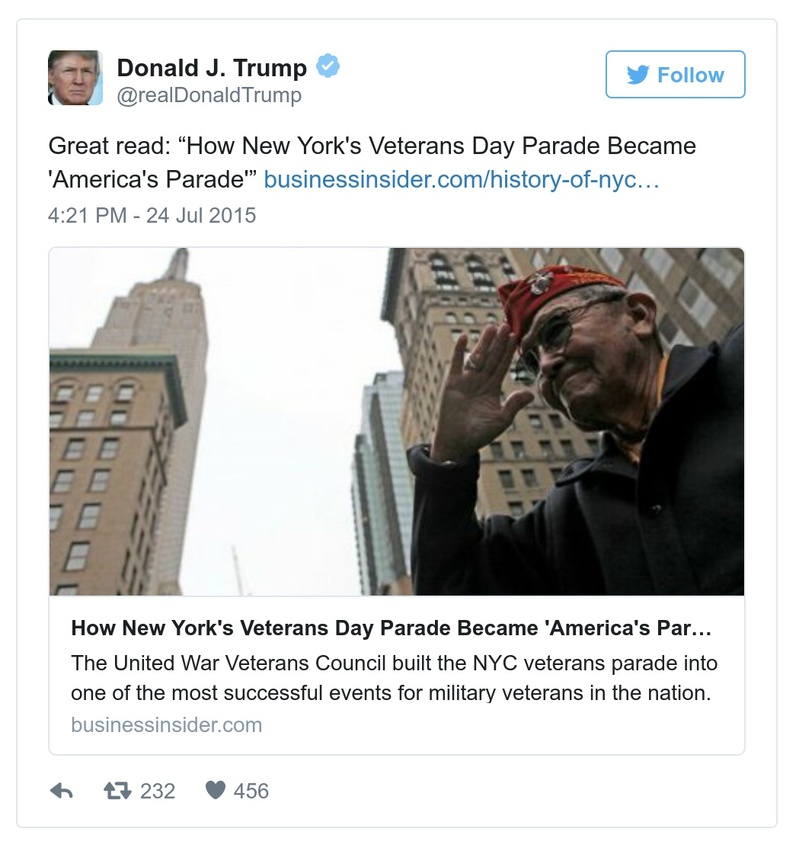 Donald J. Trump
@realDonaldTrump
Follow
Great read: “How New York's Veterans Day Parade Became
'America's Parade'” businessinsider.com/history-of-nyc…
4:21 PM - 24 Jul 2015
How New York's Veterans Day Parade Became 'America's Par…
The United War Veterans Council built the NYC veterans parade into
one of the most successful events for military veterans in the nation.
businessinsider.com
232 456